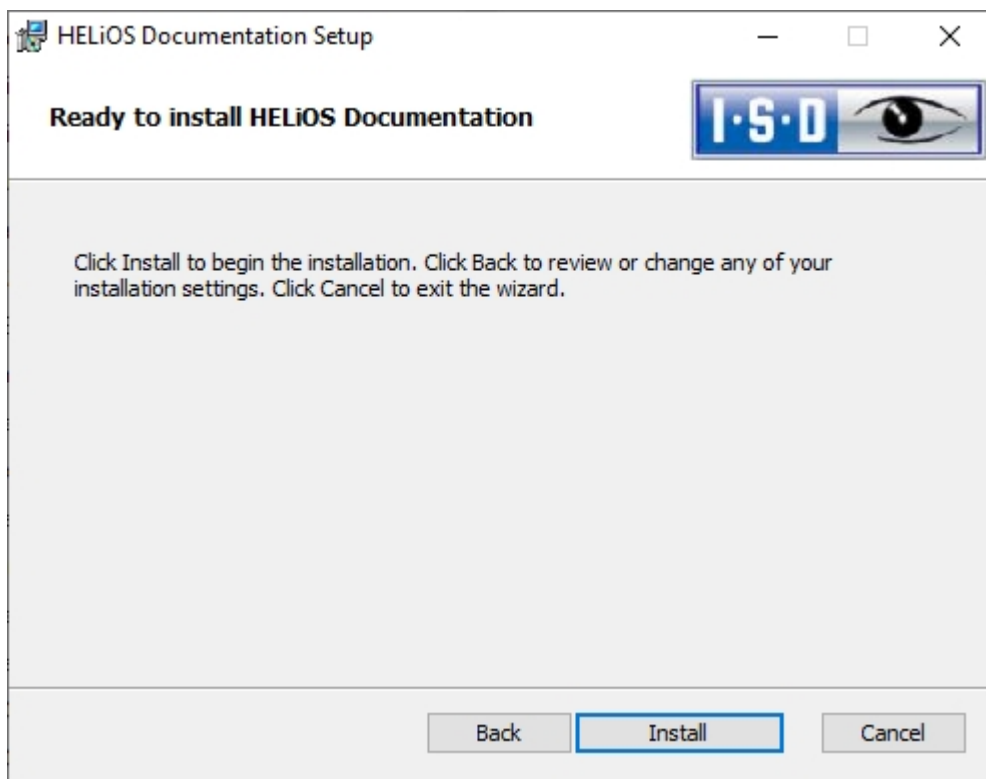 HELiOS Documentation Setup
Ready to install HELiOS Documentation
I·S·D
Click Install to begin the installation. Click Back to review or change any of your
installation settings. Click Cancel to exit the wizard.
Back
Install
Cancel